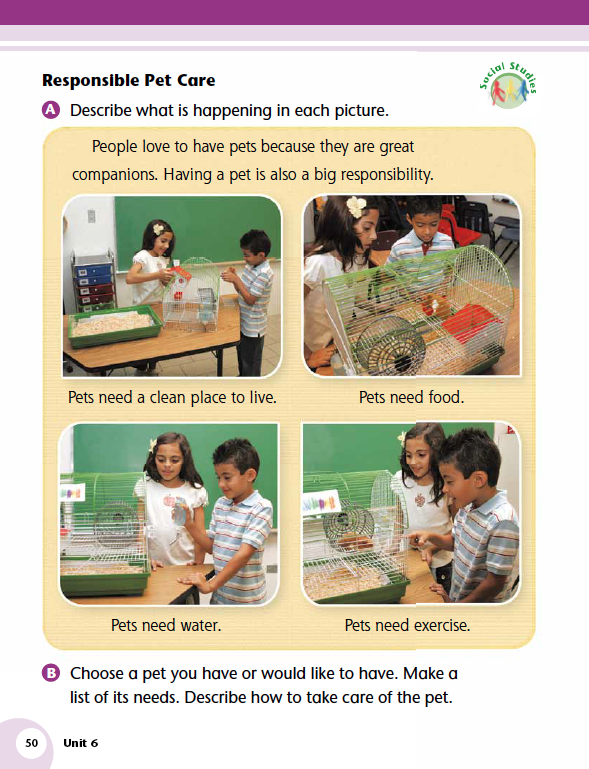 Responsible Pet Care
Social Studies
A Describe what is happening in each picture.
People love to have pets because they are great
companions. Having a pet is also a big responsibility.
Pets need a clean place to live.
Pets need food.
Pets need water.
Pets need exercise.
B Choose a pet you have or would like to have. Make a
list of its needs. Describe how to take care of the pet.
50 Unit 6